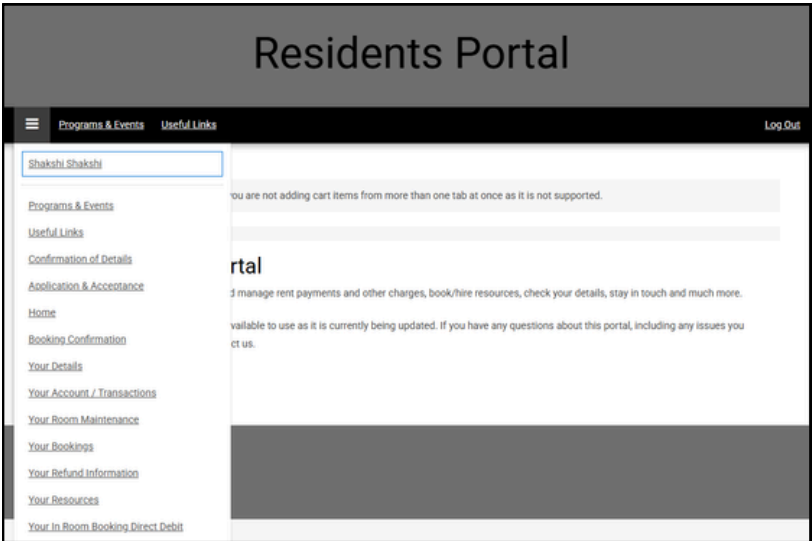 Residents Portal
Programs & Events
Useful Links
Log Out
Shakshi Shakshi
Programs & Events
Useful Links
Confirmation of Details
Application & Acceptance
Home
Booking Confirmation
Your Details
Your Account / Transactions
Your Room Maintenance
Your Bookings
Your Refund Information
Your Resources
Your In Room Booking Direct Debit
you are not adding cart items from more than one tab at once as it is not supported.
rtal
d manage rent payments and other charges, book/hire resources, check your details, stay in touch and much more.
vailable to use as it is currently being updated. If you have any questions about this portal, including any issues you
ct us.